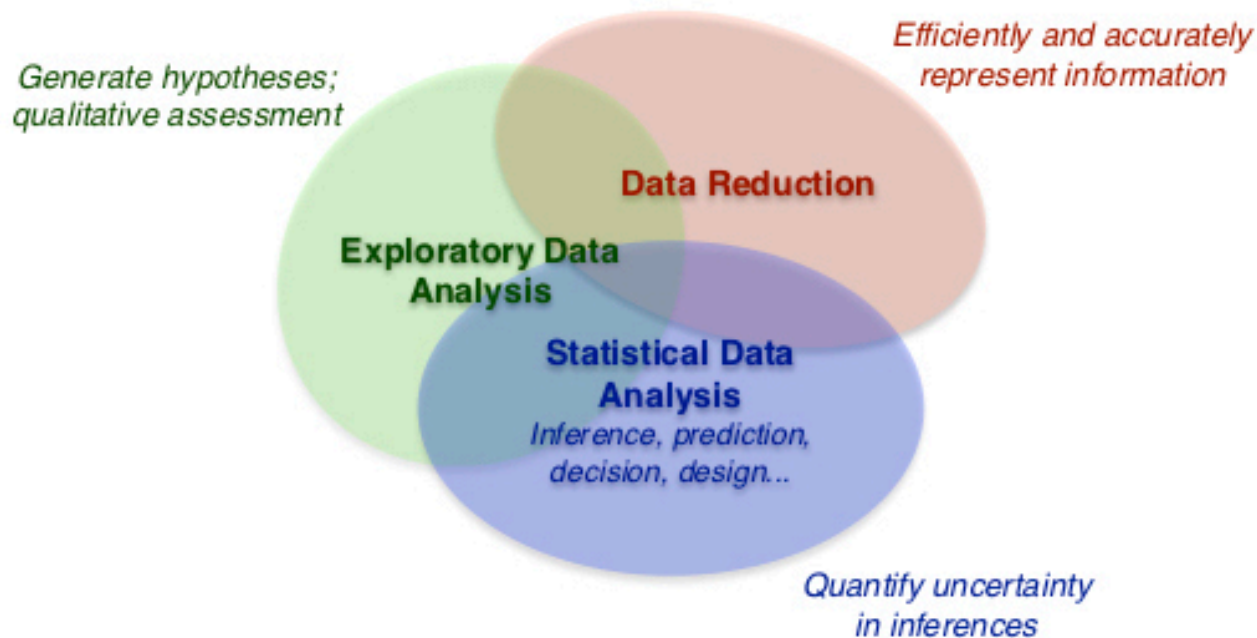 Efficiently and accurately
represent information
Generate hypotheses;
qualitative assessment
Data Reduction
Exploratory Data
Analysis
Statistical Data
Analysis
Inference, prediction,
decision, design...
Quantify uncertainty
in inferences